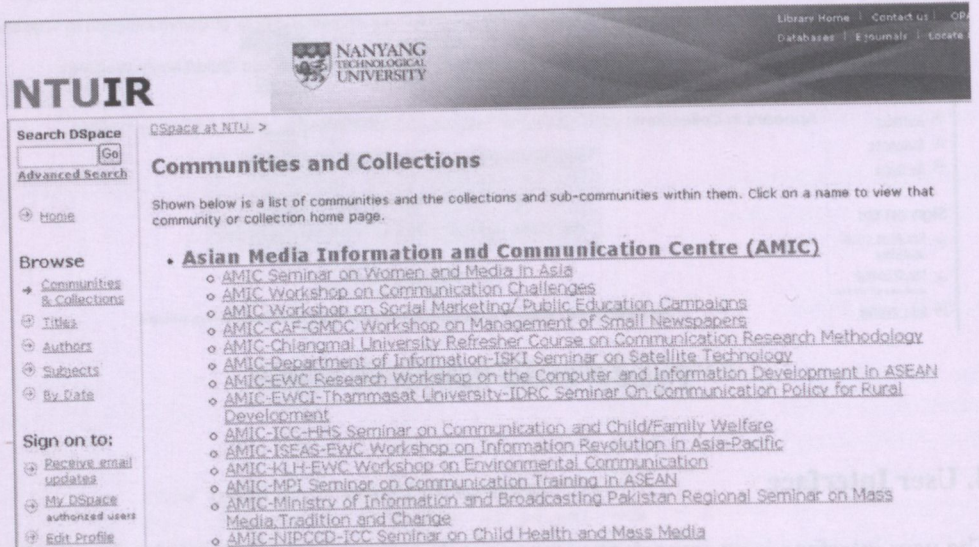 Library Home | Contact us |
Databases | Ejournals | Locate
NANYANG
TECHNOLOGICAL
UNIVERSITY
NTUIR
Search DSpace
Go
Advanced Search
Home
Browse
Communities
& Collections
Titles
Authors
Subjects
By Date
Sign on to:
Receive email
updates
My DSpace
authorized users
Edit Profile
DSpace at NTU >
Communities and Collections
Shown below is a list of communities and the collections and sub-communities within them. Click on a name to view that
community or collection home page.
• Asian Media Information and Communication Centre (AMIC)
AMIC Seminar on Women and Media in Asia
AMIC Workshop on Communication Challenges
AMIC Workshop on Social Marketing/ Public Education Campaigns
AMIC-CAF-GMDC Workshop on Management of Small Newspapers
AMIC-Chiangmai University Refresher Course on Communication Research Methodology
AMIC-Department of Information-ISKI Seminar on Satellite Technology
AMIC-EWC Research Workshop on the Computer and Information Development in ASEAN
AMIC-EWCI-Thammasat University-IDRC Seminar On Communication Policy for Rural
Development
AMIC-ICC-HHS Seminar on Communication and Child/Family Welfare
AMIC-ISEAS-EWC Workshop on Information Revolution in Asia-Pacific
AMIC-KLH-EWC Workshop on Environmental Communication
AMIC-MPI Seminar on Communication Training in ASEAN
AMIC-Ministry of Information and Broadcasting Pakistan Regional Seminar on Mass
Media,Tradition and Change
AMIC-NIPCCD-ICC Seminar on Child Health and Mass Media